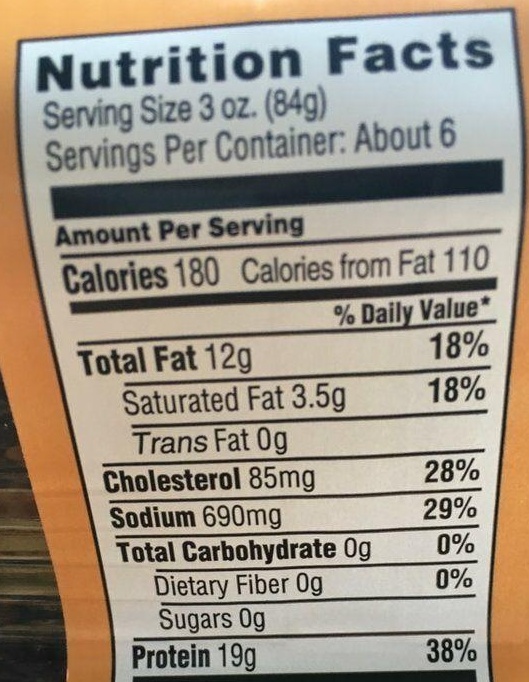 Nutrition Facts
Serving Size 3 oz. (84g)
Servings Per Container: About 6
Amount Per Serving
Calories 180 Calories from Fat 110
% Daily Value*
Total Fat 12g 18%
Saturated Fat 3.5g 18%
Trans Fat 0g
Cholesterol 85mg 28%
Sodium 690mg 29%
Total Carbohydrate 0g 0%
Dietary Fiber 0g 0%
Sugars 0g
Protein 19g 38%